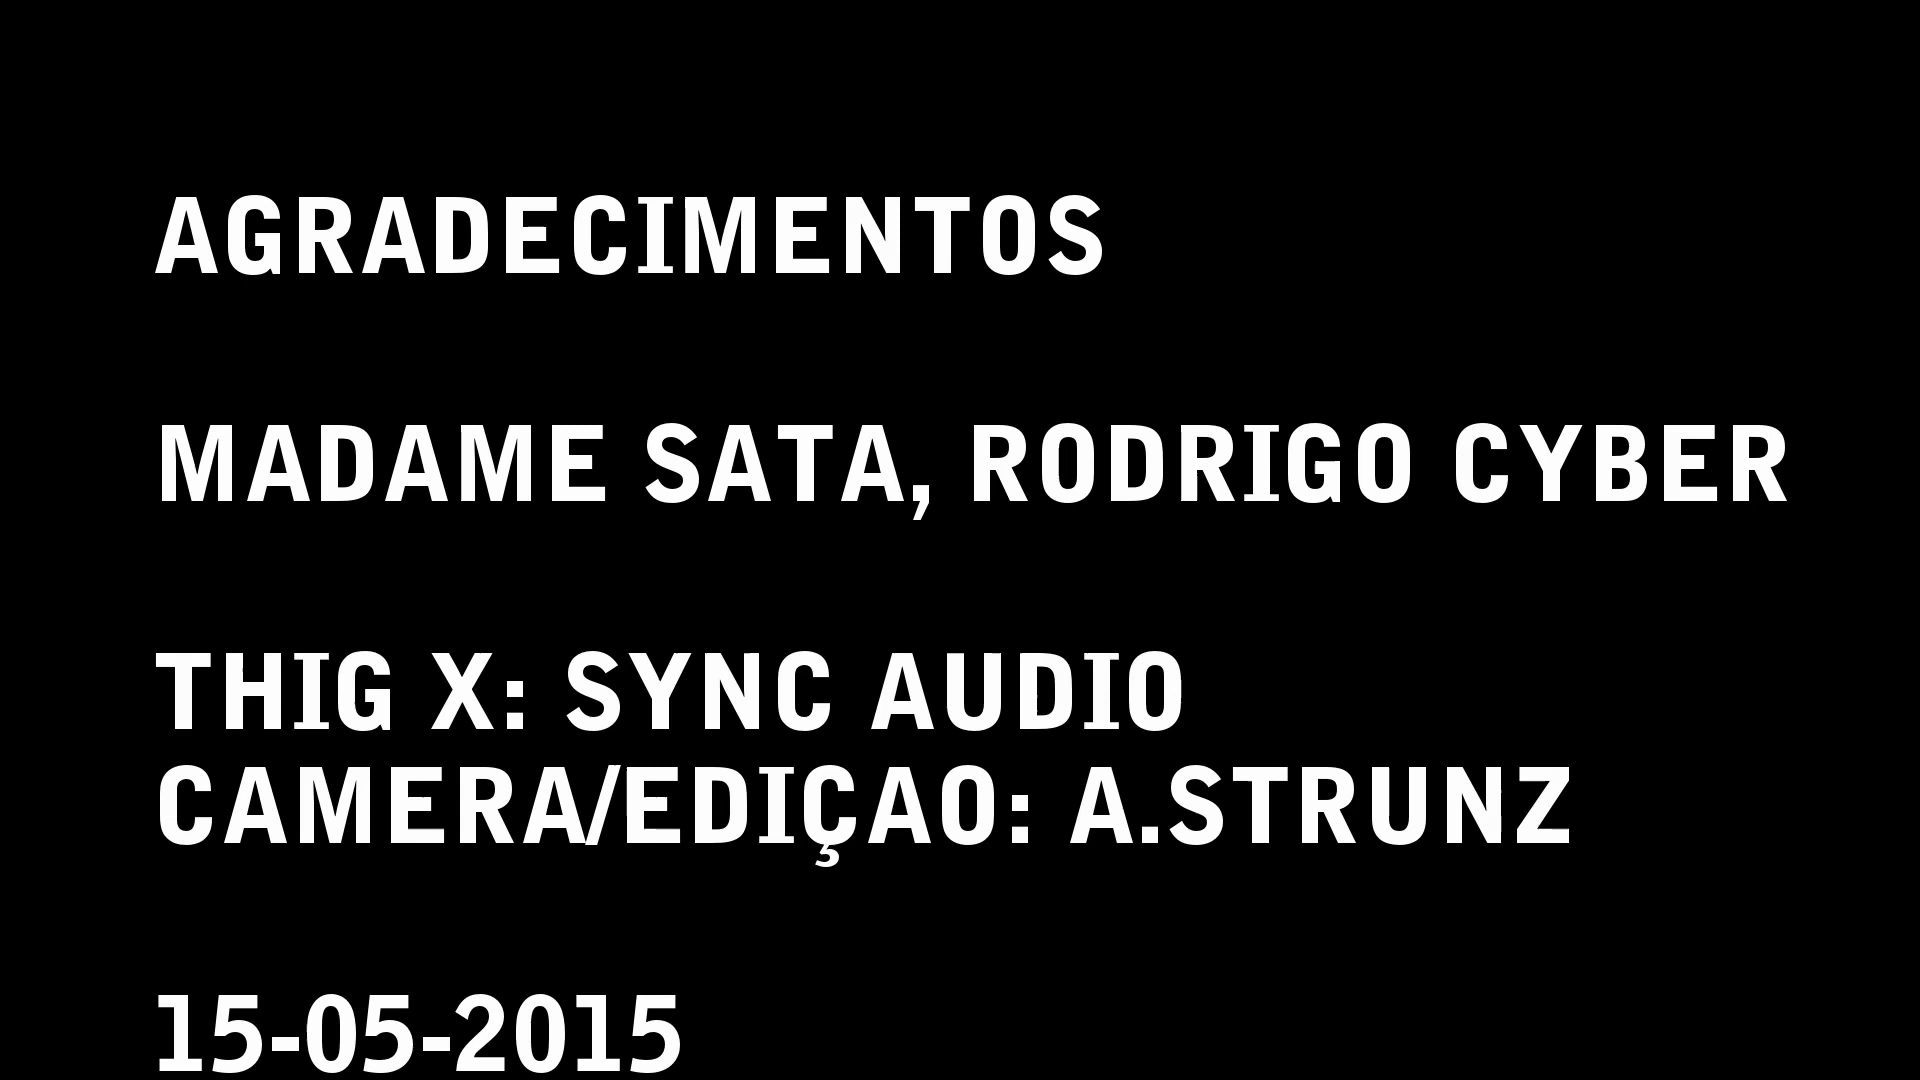 AGRADECIMENTOS
MADAME SATA, RODRIGO CYBER
THIG X: SYNC AUDIO
CAMERA/EDIÇAO: A.STRUNZ
15-05-2015